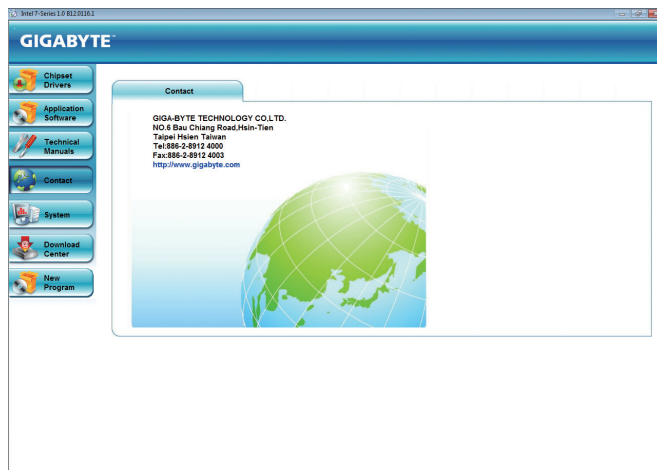 Intel 7-Series 1.0 B12.0116.1
GIGABYTE™
Chipset
Drivers
Application
Software
Technical
Manuals
Contact
System
Download
Center
New
Program
Contact
GIGA-BYTE TECHNOLOGY CO,LTD.
NO.6 Bau Chiang Road,Hsin-Tien
Taipei Hsien Taiwan
Tel:886-2-8912 4000
Fax:886-2-8912 4003
http://www.gigabyte.com